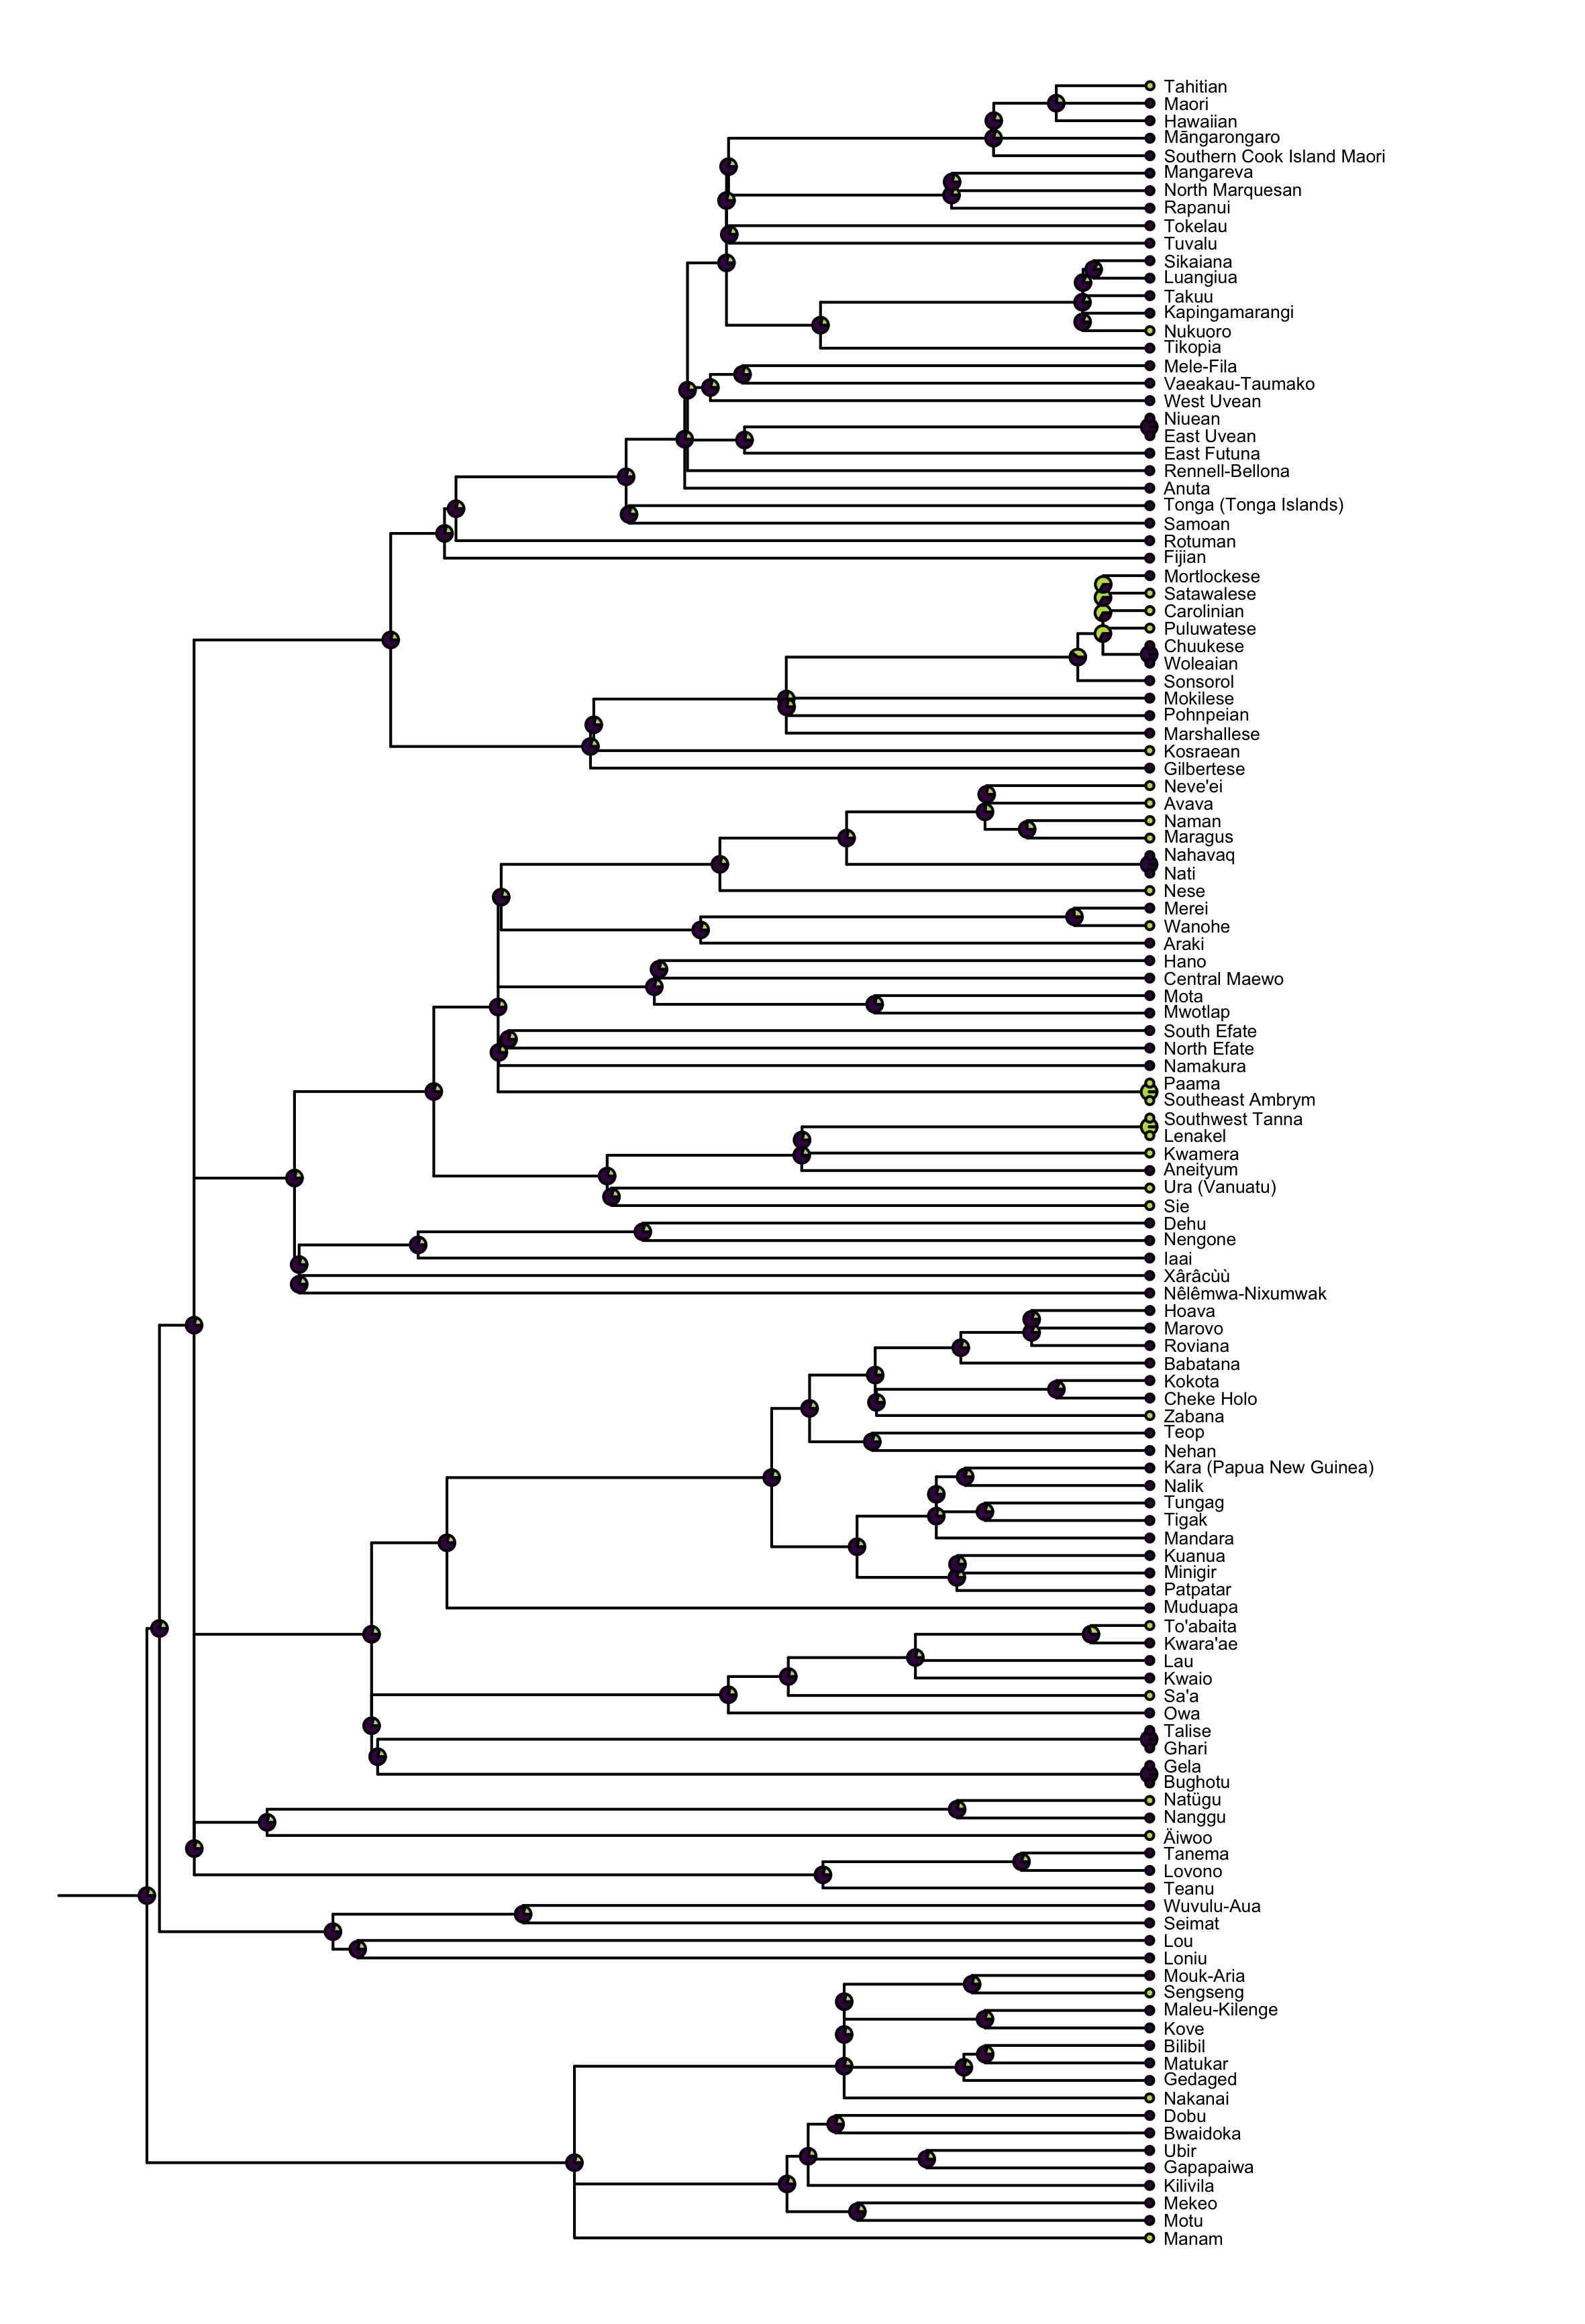 Tahitian
Maori
Hawaiian
Māngarongaro
Southern Cook Island Maori
Mangareva
North Marquesan
Rapanui
Tokelau
Tuvalu
Sikaiana
Luangiua
Takuu
Kapingamarangi
Nukuoro
Tikopia
Mele-Fila
Vaeakau-Taumako
West Uvean
Niuean
East Uvean
East Futuna
Rennell-Bellona
Anuta
Tonga (Tonga Islands)
Samoan
Rotuman
Fijian
Mortlockese
Satawalese
Carolinian
Puluwatese
Chuukese
Woleaian
Sonsorol
Mokilese
Pohnpeian
Marshallese
Kosraean
Gilbertese
Neve'ei
Avava
Naman
Maragus
Nahavaq
Nati
Nese
Merei
Wanohe
Araki
Hano
Central Maewo
Mota
Mwotlap
South Efate
North Efate
Namakura
Paama
Southeast Ambrym
Southwest Tanna
Lenakel
Kwamera
Aneityum
Ura (Vanuatu)
Sie
Dehu
Nengone
Iaai
Xârâcùù
Nêlêmwa-Nixumwak
Hoava
Marovo
Roviana
Babatana
Kokota
Cheke Holo
Zabana
Teop
Nehan
Kara (Papua New Guinea)
Nalik
Tungag
Tigak
Mandara
Kuanua
Minigir
Patpatar
Muduapa
To'abaita
Kwara'ae
Lau
Kwaio
Sa'a
Owa
Talise
Ghari
Gela
Bughotu
Natügu
Nanggu
Äiwoo
Tanema
Lovono
Teanu
Wuvulu-Aua
Seimat
Lou
Loniu
Mouk-Aria
Sengseng
Maleu-Kilenge
Kove
Bilibil
Matukar
Gedaged
Nakanai
Dobu
Bwaidoka
Ubir
Gapapaiwa
Kilivila
Mekeo
Motu
Manam